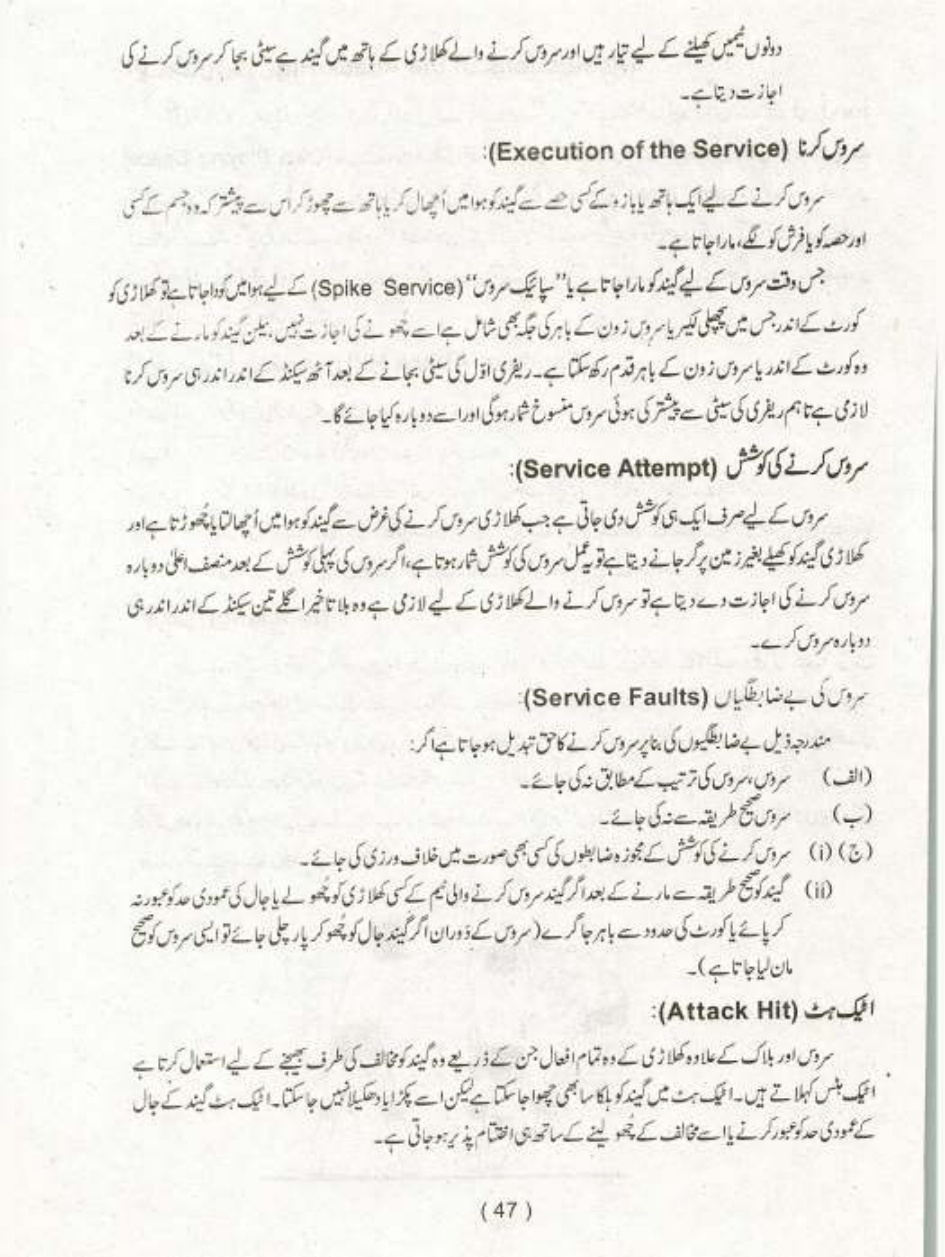 دونوں ٹیمیں کھیلنے کے لیے تیار ہیں اور سروس کرنے والے کھلاڑی کے ہاتھ میں گیند ہے سیٹی بجا کر سروس کرنے کی
اجازت دیتا ہے۔
سروس کرنا (Execution of the Service):
سروس کرنے کے لیے ایک ہاتھ یا بازو کے کسی حصے سے گیند کو ہوا میں اُچھال کر یا ہاتھ سے چھوڑ کر اس سے پیشتر کہ وہ جسم کے کسی
اور حصہ کو یا فرش کو لگے، مارا جاتا ہے۔
جس وقت سروس کے لیے گیند کو مارا جاتا ہے یا "سپائیک سروس" (Spike Service) کے لیے ہوا میں کُودا جاتا ہے تو کھلاڑی کو
کورٹ کے اندر جس میں پچھلی لکیر یا سروس زون کے باہر کی جگہ بھی شامل ہے اسے چُھونے کی اجازت نہیں، لیکن گیند کو مارنے کے بعد
وہ کورٹ کے اندر یا سروس زون کے باہر قدم رکھ سکتا ہے۔ ریفری اوّل کی سیٹی بجانے کے بعد آٹھ سیکنڈ کے اندر اندر ہی سروس کرنا
لازمی ہے تاہم ریفری کی سیٹی سے پیشتر کی ہوئی سروس منسوخ شمار ہوگی اور اسے دوبارہ کیا جائے گا۔
سروس کرنے کی کوشش (Service Attempt):
سروس کے لیے صرف ایک ہی کوشش دی جاتی ہے جب کھلاڑی سروس کرنے کی غرض سے گیند کو ہوا میں اُچھالتا یا چُھوڑتا ہے اور
کھلاڑی گیند کو کھیلے بغیر زمین پر گر جانے دیتا ہے تو یہ عمل سروس کی کوشش شمار ہوتا ہے، اگر سروس کی پہلی کوشش کے بعد منصف اعلیٰ دوبارہ
سروس کرنے کی اجازت دے دیتا ہے تو سروس کرنے والے کھلاڑی کے لیے لازمی ہے وہ بلا تاخیر اگلے تین سیکنڈ کے اندر اندر ہی
دوبارہ سروس کرے۔
سروس کی بے ضابطگیاں (Service Faults):
مندرجہ ذیل بے ضابطگیوں کی بنا پر سروس کرنے کا حق تبدیل ہو جاتا ہے اگر:
(الف) سروس، سروس کی ترتیب کے مطابق نہ کی جائے۔
(ب) سروس صحیح طریقہ سے نہ کی جائے۔
(ج) (i) سروس کرنے کی کوشش کے مجوزہ ضابطوں کی کسی بھی صورت میں خلاف ورزی کی جائے۔
(ii) گیند کو صحیح طریقہ سے مارنے کے بعد اگر گیند سروس کرنے والی ٹیم کے کسی کھلاڑی کو چُھو لے یا جال کی عمودی حد کو عبور نہ
کر پائے یا کورٹ کی حدود سے باہر جا گرے (سروس کے دَوران اگر گیند جال کو چُھو کر پار چلی جائے تو ایسی سروس کو صحیح
مان لیا جاتا ہے)۔
اٹیک ہٹ (Attack Hit):
سروس اور بلاک کے علاوہ کھلاڑی کے وہ تمام افعال جن کے ذریعے وہ گیند کو مخالف کی طرف بھیجنے کے لیے استعمال کرتا ہے
اٹیک ہٹس کہلاتے ہیں۔ اٹیک ہٹ میں گیند کو ہلکا سا بھی چھوا جا سکتا ہے لیکن اسے پکڑا یا دھکیلا نہیں جا سکتا۔ اٹیک ہٹ گیند کے جال
کے عمودی حد کو عبور کرنے یا اسے مخالف کے چھو لینے کے ساتھ ہی اختتام پذیر ہو جاتی ہے۔
(47)